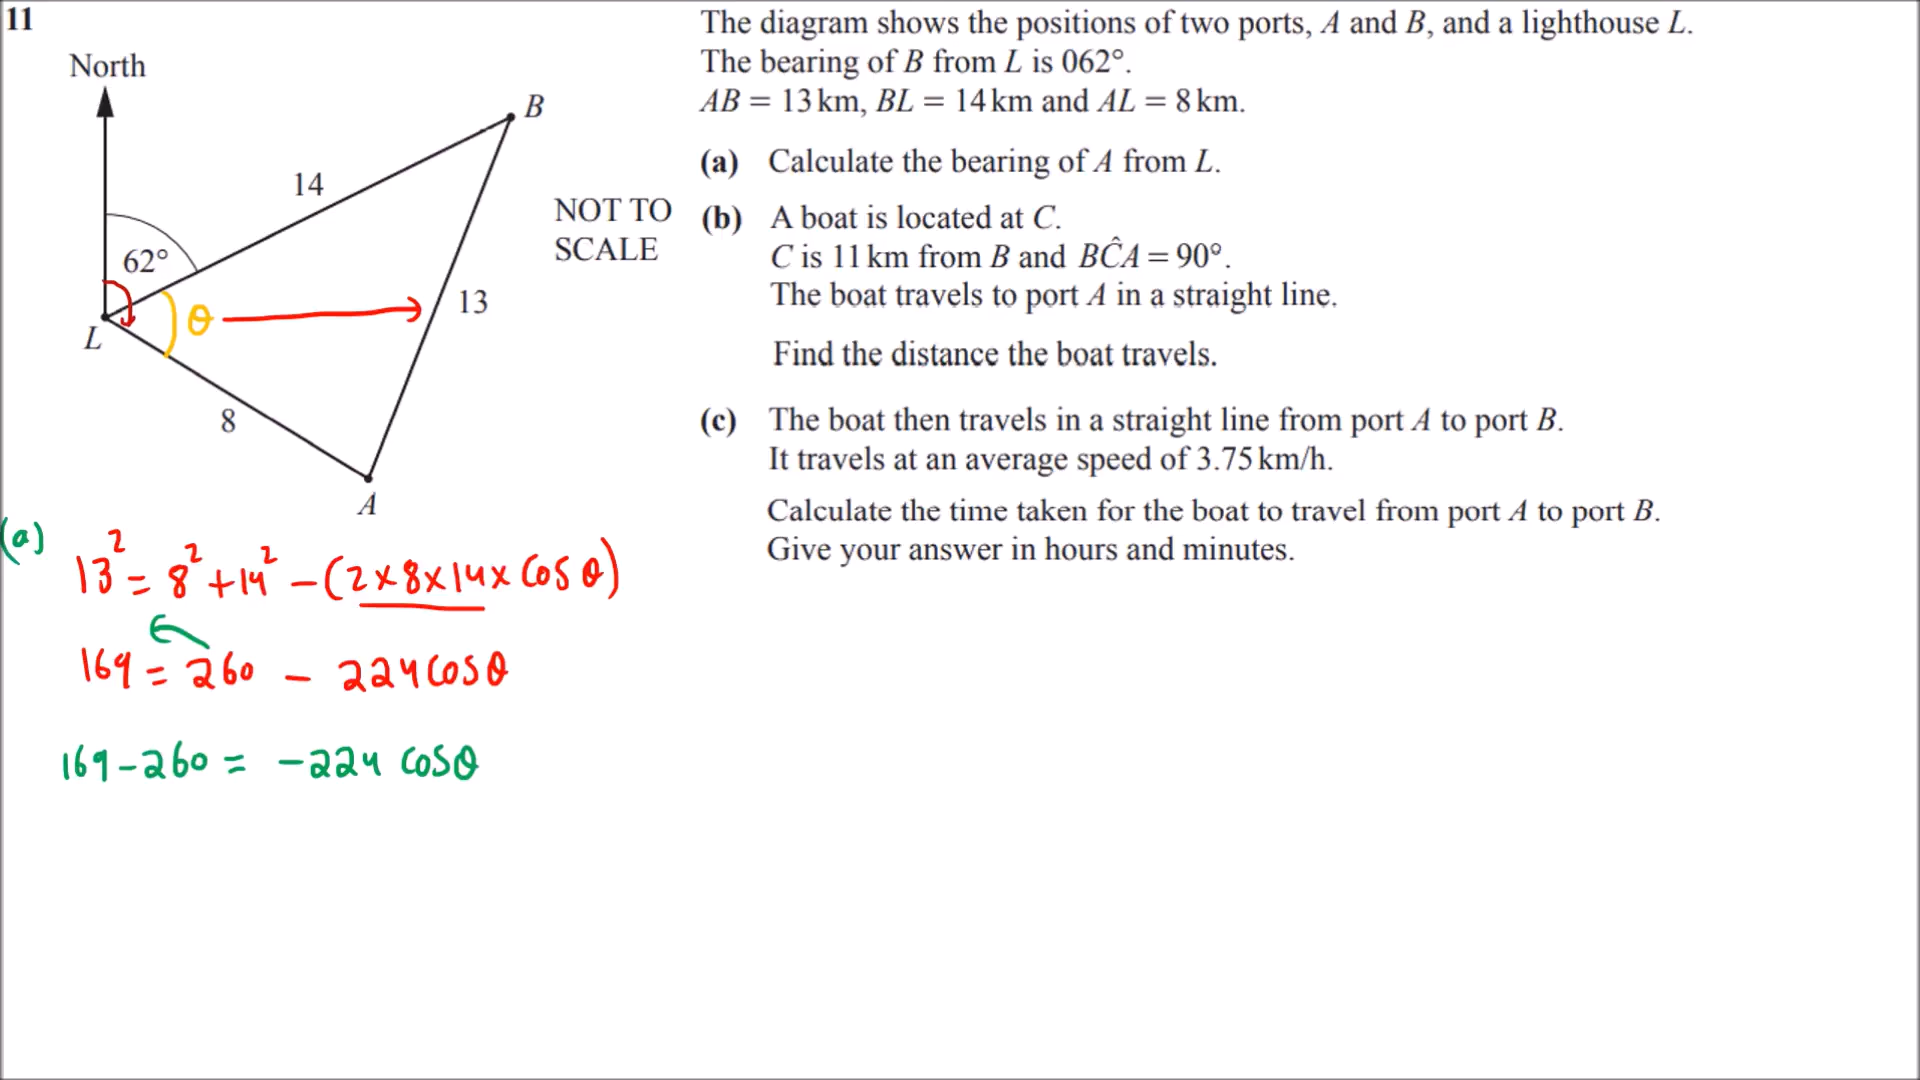 11
North
B
14
NOT TO
SCALE
62°
θ
13
L
8
A
The diagram shows the positions of two ports, A and B, and a lighthouse L.
The bearing of B from L is 062°.
AB = 13 km, BL = 14 km and AL = 8 km.
(a) Calculate the bearing of A from L.
(b) A boat is located at C.
C is 11 km from B and BĈA = 90°.
The boat travels to port A in a straight line.
Find the distance the boat travels.
(c) The boat then travels in a straight line from port A to port B.
It travels at an average speed of 3.75 km/h.
Calculate the time taken for the boat to travel from port A to port B.
Give your answer in hours and minutes.
(a)
13² = 8² + 14² − (2 × 8 × 14 × cos θ)
169 = 260 − 224 cos θ
169 − 260 = −224 cos θ